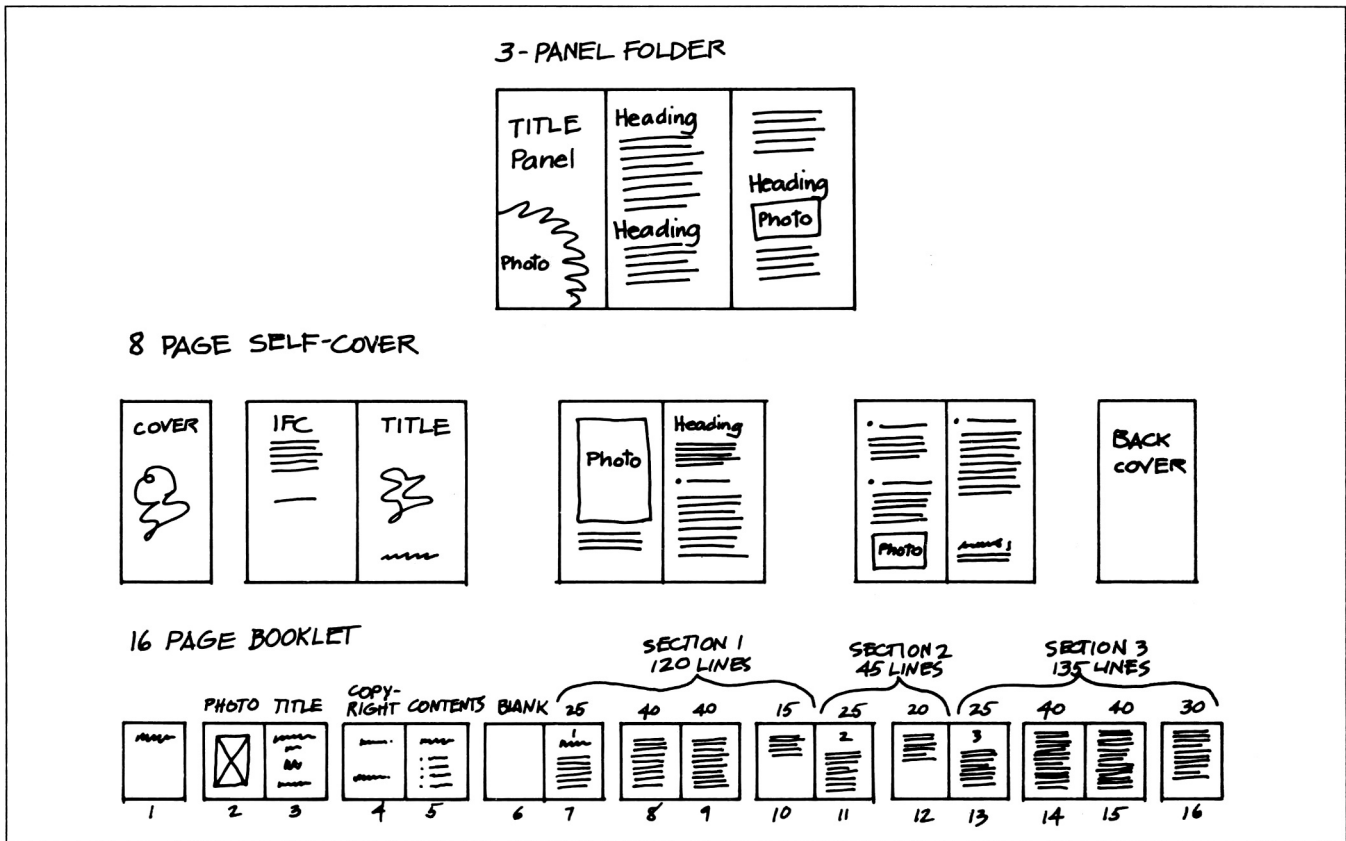 3-PANEL FOLDER
TITLE
Panel
Photo
Heading
Heading
Heading
Photo
8 PAGE SELF-COVER
COVER
IFC
TITLE
Photo
Heading
Photo
BACK
COVER
16 PAGE BOOKLET
SECTION 1
120 LINES
SECTION 2
45 LINES
SECTION 3
135 LINES
PHOTO TITLE COPY-
RIGHT CONTENTS BLANK 25 40 40 15 25 20 25 40 40 30
1 2 3
1 2 3 4 5 6 7 8 9 10 11 12 13 14 15 16